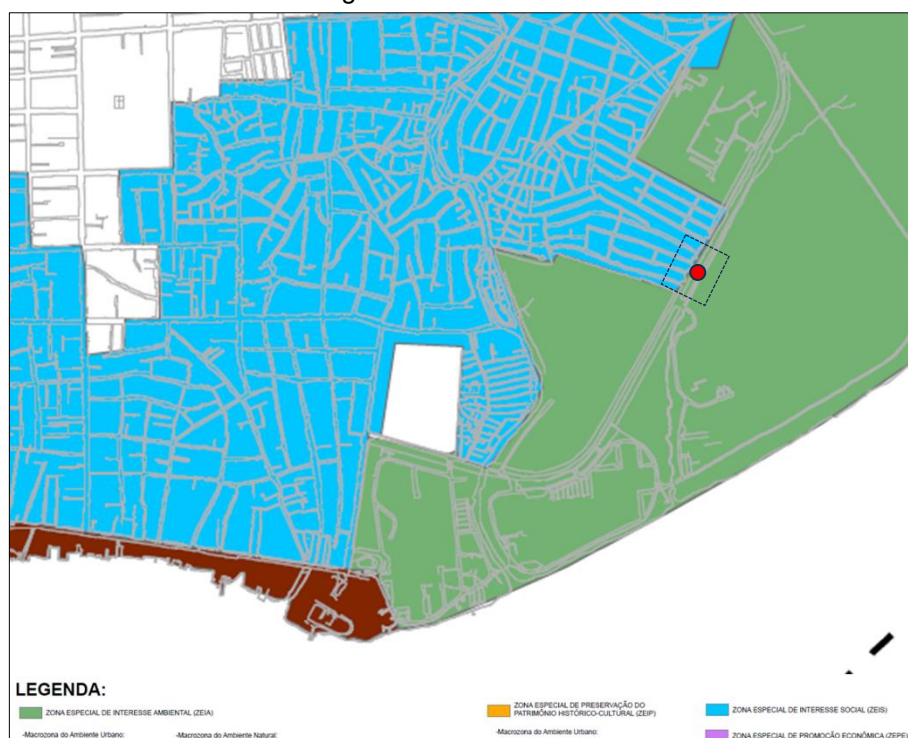 LEGENDA:
ZONA ESPECIAL DE INTERESSE AMBIENTAL (ZEIA)
-Macrozona do Ambiente Urbano:
-Macrozona do Ambiente Natural:
ZONA ESPECIAL DE PRESERVAÇÃO DO
PATRIMÔNIO HISTÓRICO-CULTURAL (ZEIP)
-Macrozona do Ambiente Urbano:
ZONA ESPECIAL DE INTERESSE SOCIAL (ZEIS)
ZONA ESPECIAL DE PROMOÇÃO ECONÔMICA (ZEPE)